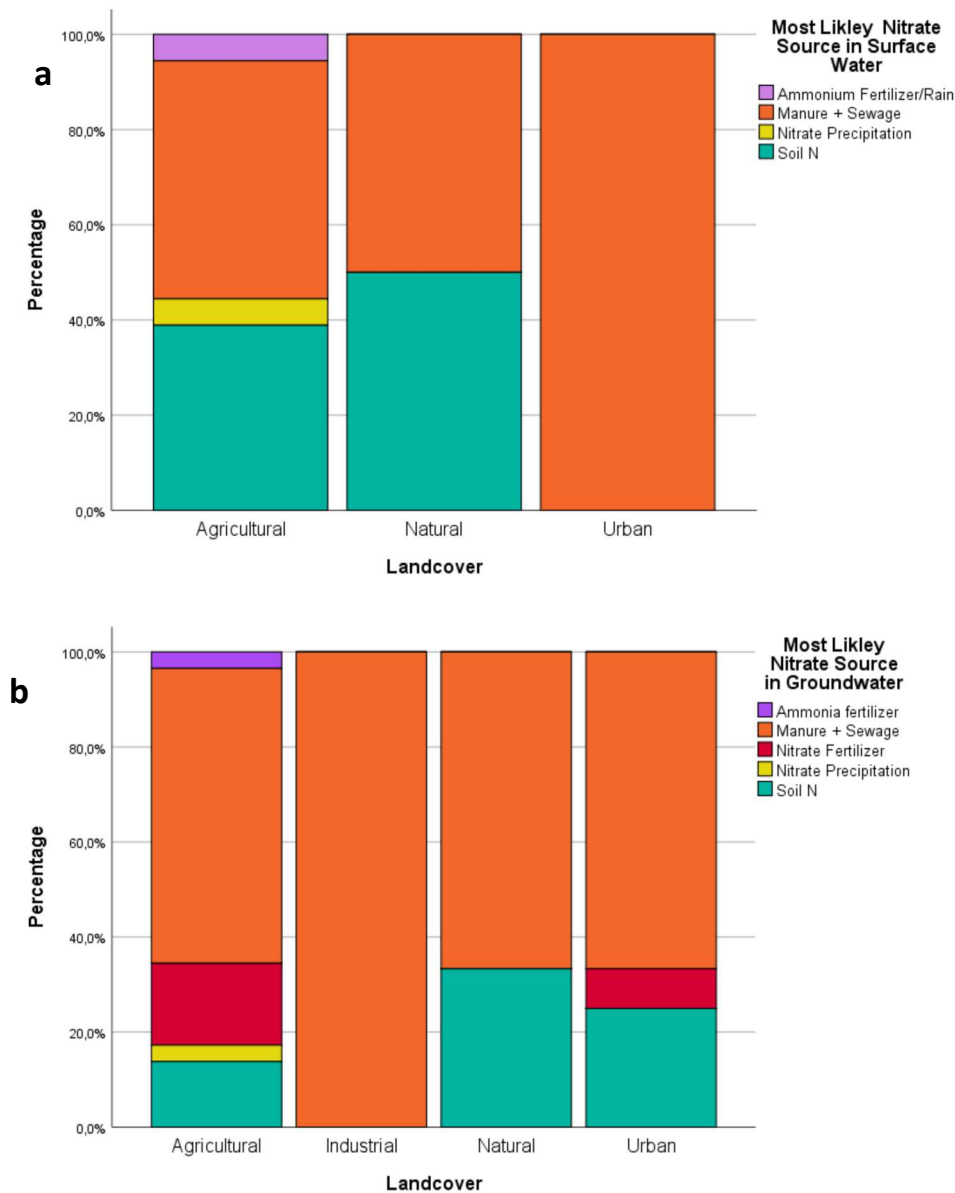 a
Most Likley Nitrate
Source in Surface
Water
Ammonium Fertilizer/Rain
Manure + Sewage
Nitrate Precipitation
Soil N
100,0%
80,0%
60,0%
40,0%
20,0%
0,0%
Percentage
Agricultural Natural Urban
Landcover
b
Most Likley
Nitrate Source
in Groundwater
Ammonia fertilizer
Manure + Sewage
Nitrate Fertilizer
Nitrate Precipitation
Soil N
100,0%
80,0%
60,0%
40,0%
20,0%
0,0%
Percentage
Agricultural Industrial Natural Urban
Landcover